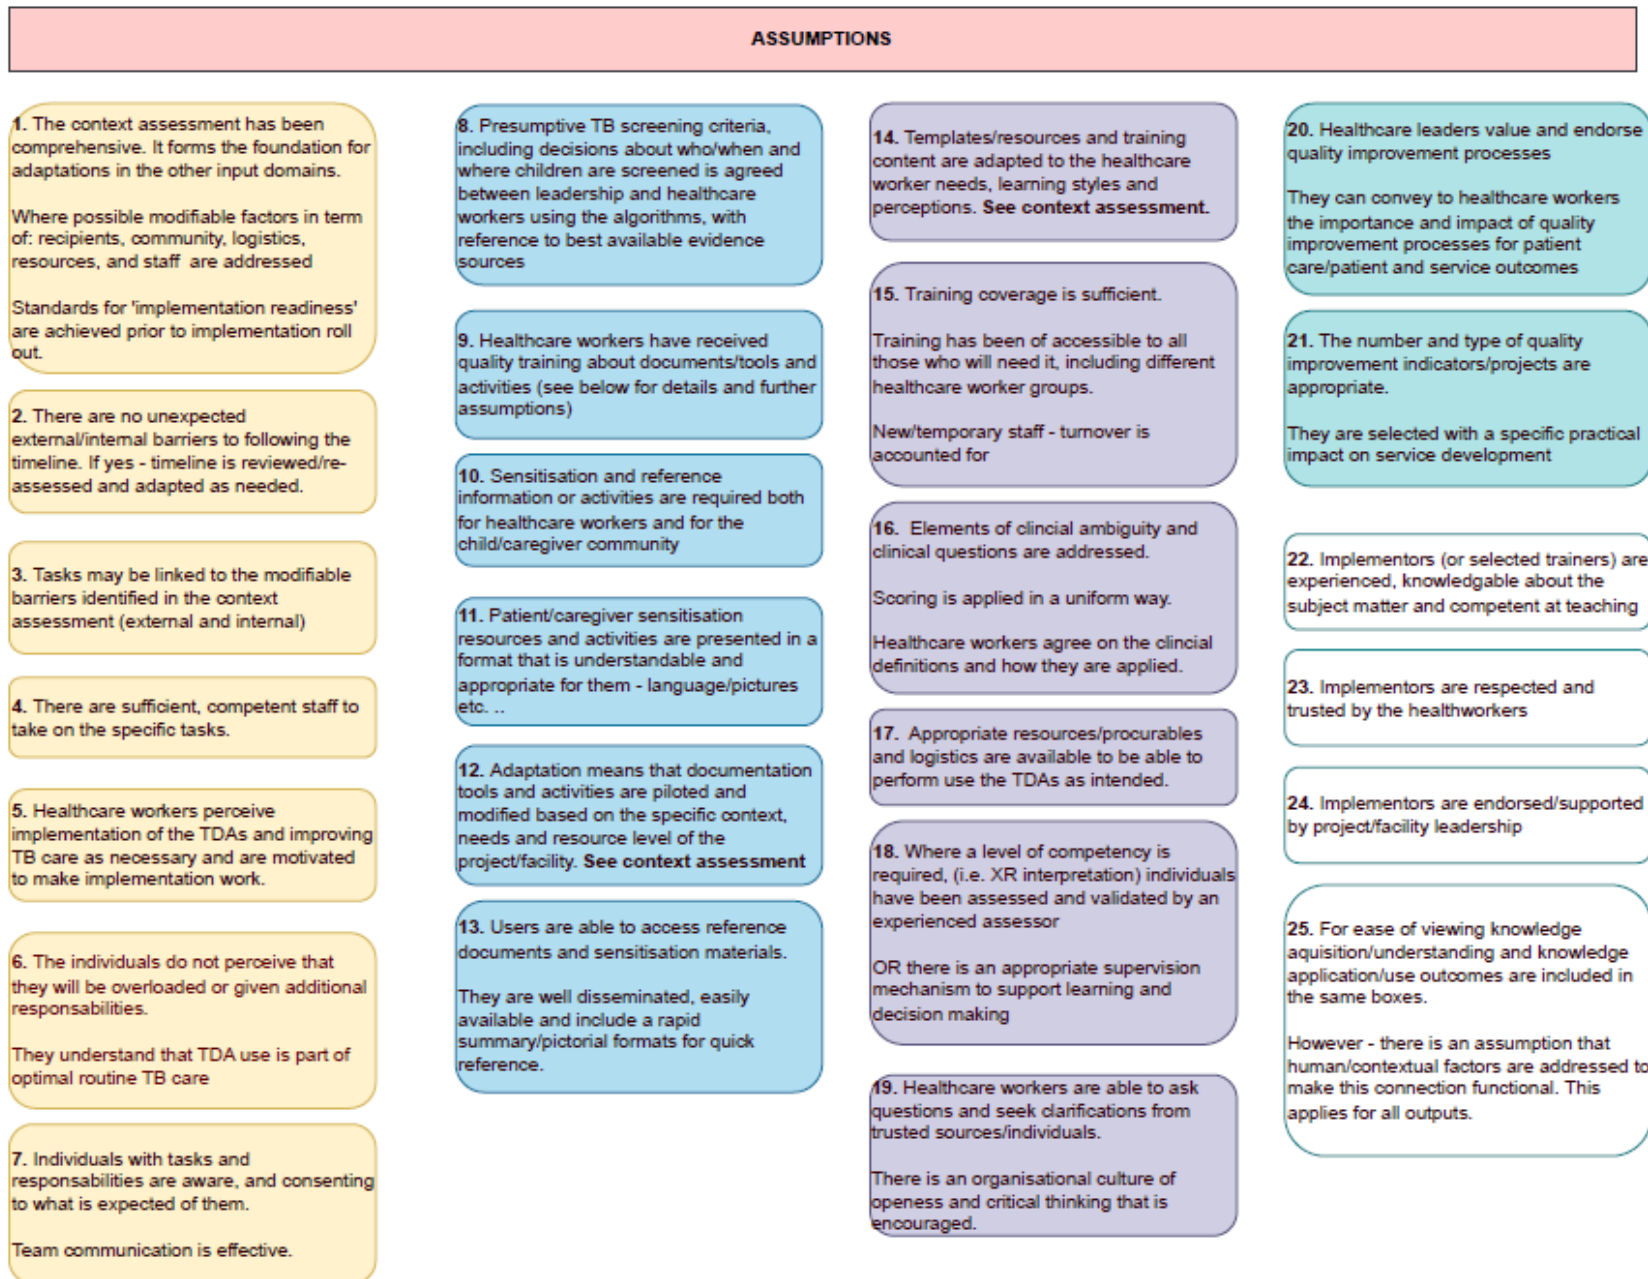 ASSUMPTIONS
1. The context assessment has been
comprehensive. It forms the foundation for
adaptations in the other input domains.
Where possible modifiable factors in term
of: recipients, community, logistics,
resources, and staff are addressed
Standards for 'implementation readiness'
are achieved prior to implementation roll
out.
2. There are no unexpected
external/internal barriers to following the
timeline. If yes - timeline is reviewed/re-
assessed and adapted as needed.
3. Tasks may be linked to the modifiable
barriers identified in the context
assessment (external and internal)
4. There are sufficient, competent staff to
take on the specific tasks.
5. Healthcare workers perceive
implementation of the TDAs and improving
TB care as necessary and are motivated
to make implementation work.
6. The individuals do not perceive that
they will be overloaded or given additional
responsabilities.
They understand that TDA use is part of
optimal routine TB care
7. Individuals with tasks and
responsabilities are aware, and consenting
to what is expected of them.
Team communication is effective.
8. Presumptive TB screening criteria,
including decisions about who/when and
where children are screened is agreed
between leadership and healthcare
workers using the algorithms, with
reference to best available evidence
sources
9. Healthcare workers have received
quality training about documents/tools and
activities (see below for details and further
assumptions)
10. Sensitisation and reference
information or activities are required both
for healthcare workers and for the
child/caregiver community
11. Patient/caregiver sensitisation
resources and activities are presented in a
format that is understandable and
appropriate for them - language/pictures
etc. ..
12. Adaptation means that documentation
tools and activities are piloted and
modified based on the specific context,
needs and resource level of the
project/facility. See context assessment
13. Users are able to access reference
documents and sensitisation materials.
They are well disseminated, easily
available and include a rapid
summary/pictorial formats for quick
reference.
14. Templates/resources and training
content are adapted to the healthcare
worker needs, learning styles and
perceptions. See context assessment.
15. Training coverage is sufficient.
Training has been of accessible to all
those who will need it, including different
healthcare worker groups.
New/temporary staff - turnover is
accounted for
16. Elements of clincial ambiguity and
clinical questions are addressed.
Scoring is applied in a uniform way.
Healthcare workers agree on the clincial
definitions and how they are applied.
17. Appropriate resources/procurables
and logistics are available to be able to
perform use the TDAs as intended.
18. Where a level of competency is
required, (i.e. XR interpretation) individuals
have been assessed and validated by an
experienced assessor
OR there is an appropriate supervision
mechanism to support learning and
decision making
19. Healthcare workers are able to ask
questions and seek clarifications from
trusted sources/individuals.
There is an organisational culture of
openess and critical thinking that is
encouraged.
20. Healthcare leaders value and endorse
quality improvement processes
They can convey to healthcare workers
the importance and impact of quality
improvement processes for patient
care/patient and service outcomes
21. The number and type of quality
improvement indicators/projects are
appropriate.
They are selected with a specific practical
impact on service development
22. Implementors (or selected trainers) are
experienced, knowledgable about the
subject matter and competent at teaching
23. Implementors are respected and
trusted by the healthworkers
24. Implementors are endorsed/supported
by project/facility leadership
25. For ease of viewing knowledge
aquisition/understanding and knowledge
application/use outcomes are included in
the same boxes.
However - there is an assumption that
human/contextual factors are addressed to
make this connection functional. This
applies for all outputs.